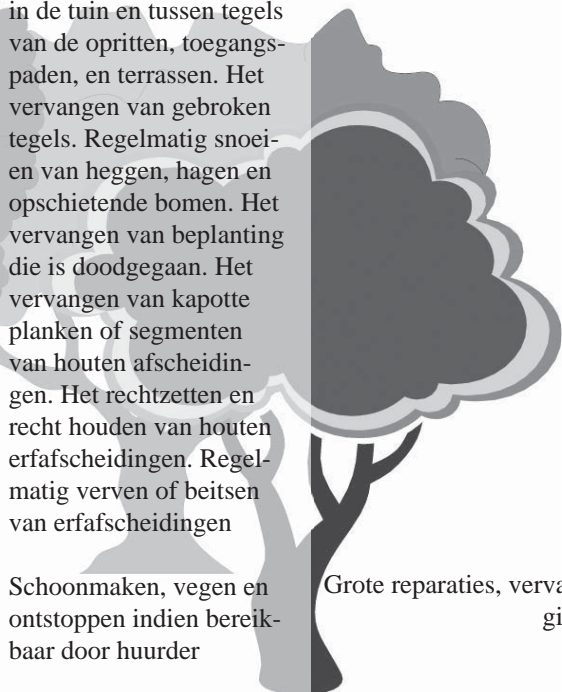 in de tuin en tussen tegels
van de opritten, toegangs-
paden, en terrassen. Het
vervangen van gebroken
tegels. Regelmatig snoei-
en van heggen, hagen en
opschietende bomen. Het
vervangen van beplanting
die is doodgegaan. Het
vervangen van kapotte
planken of segmenten
van houten afscheidin-
gen. Het rechtzetten en
recht houden van houten
erfafscheidingen. Regel-
matig verven of beitsen
van erfafscheidingen
Schoonmaken, vegen en
ontstoppen indien bereik-
baar door huurder
Grote reparaties, verva
gi